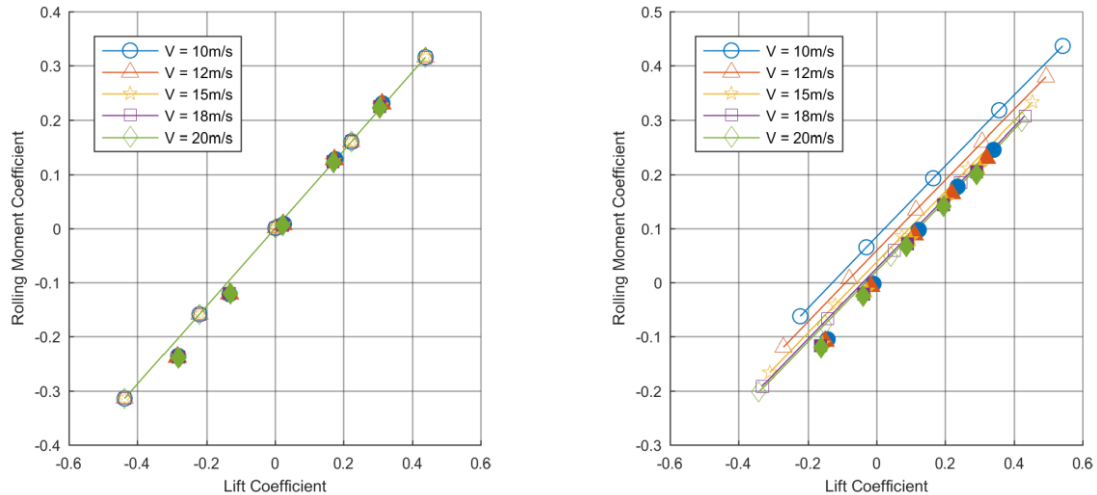 0.4
0.3
0.2
0.1
0
-0.1
-0.2
-0.3
-0.4
-0.6
-0.4
-0.2
0
0.2
0.4
0.6
Rolling Moment Coefficient
Lift Coefficient
V = 10m/s
V = 12m/s
V = 15m/s
V = 18m/s
V = 20m/s
0.5
0.4
0.3
0.2
0.1
0
-0.1
-0.2
-0.3
-0.6
-0.4
-0.2
0
0.2
0.4
0.6
Rolling Moment Coefficient
Lift Coefficient
V = 10m/s
V = 12m/s
V = 15m/s
V = 18m/s
V = 20m/s